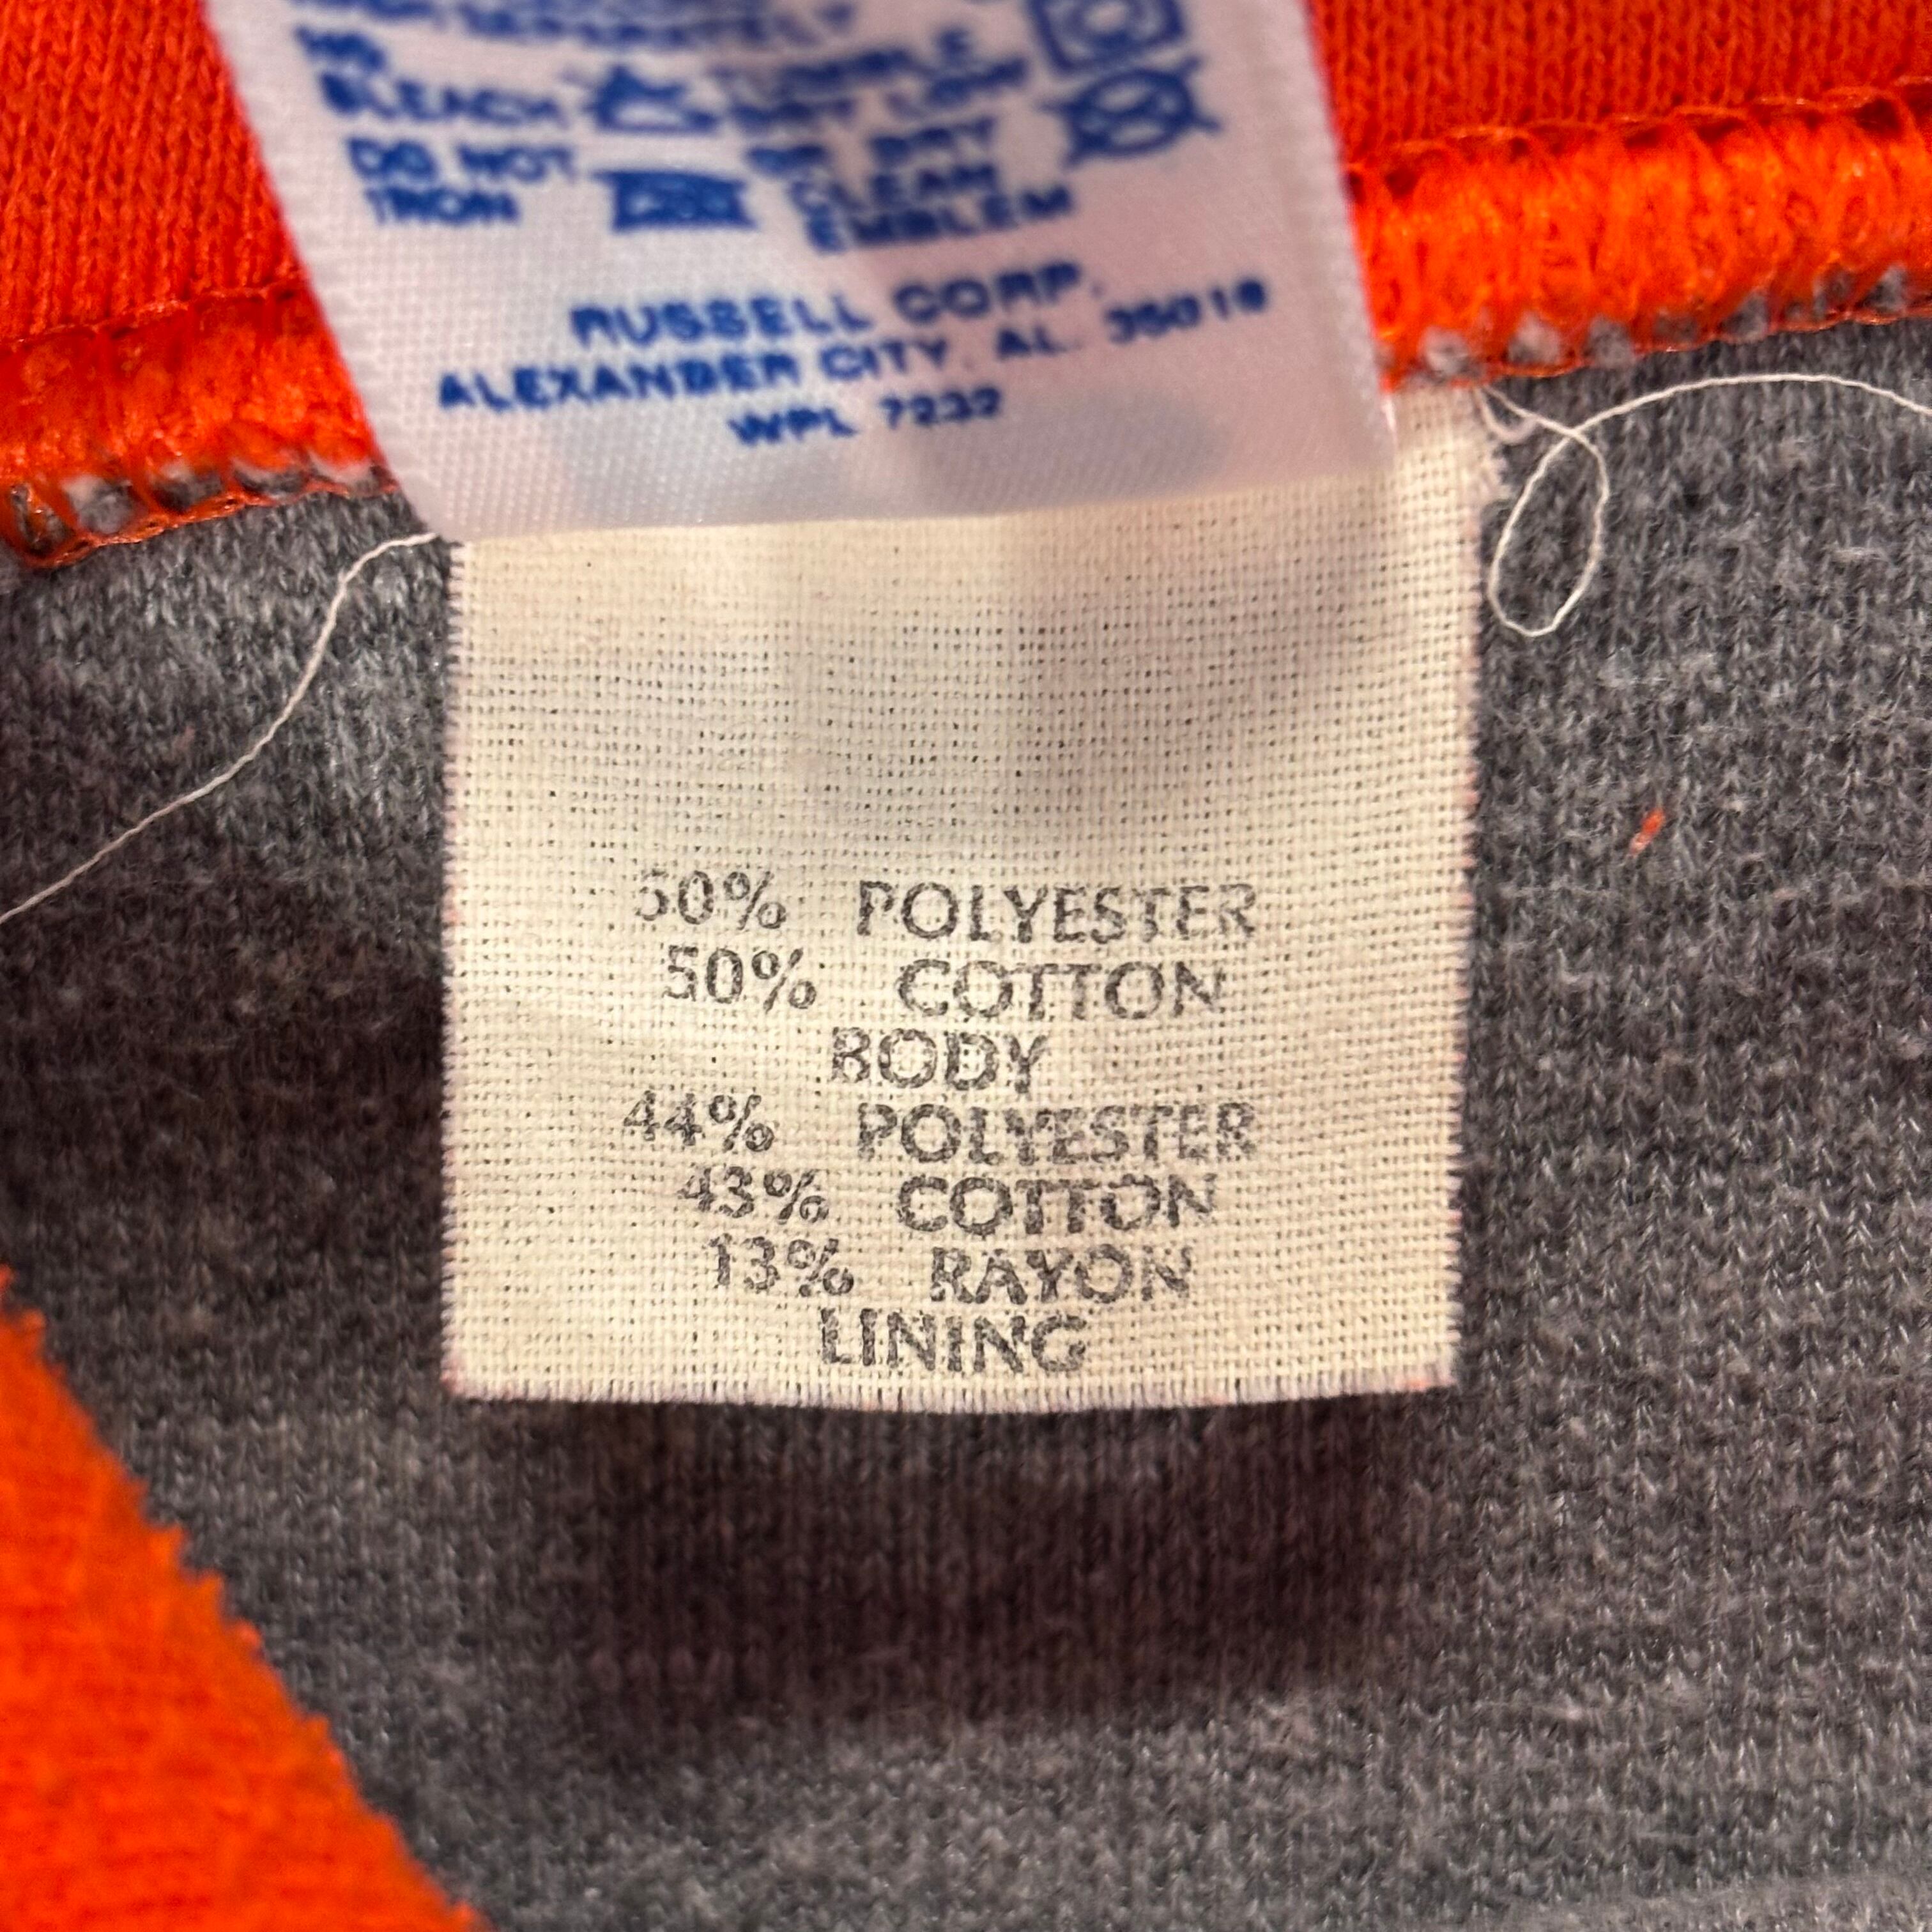 BLEACH
DO NOT
IRON
DRY
CLEAN
EMBLEM
RUSSELL CORP.
ALEXANDER CITY, AL. 35010
WPL 7232
50% POLYESTER
50% COTTON
BODY
44% POLYESTER
43% COTTON
13% RAYON
LINING